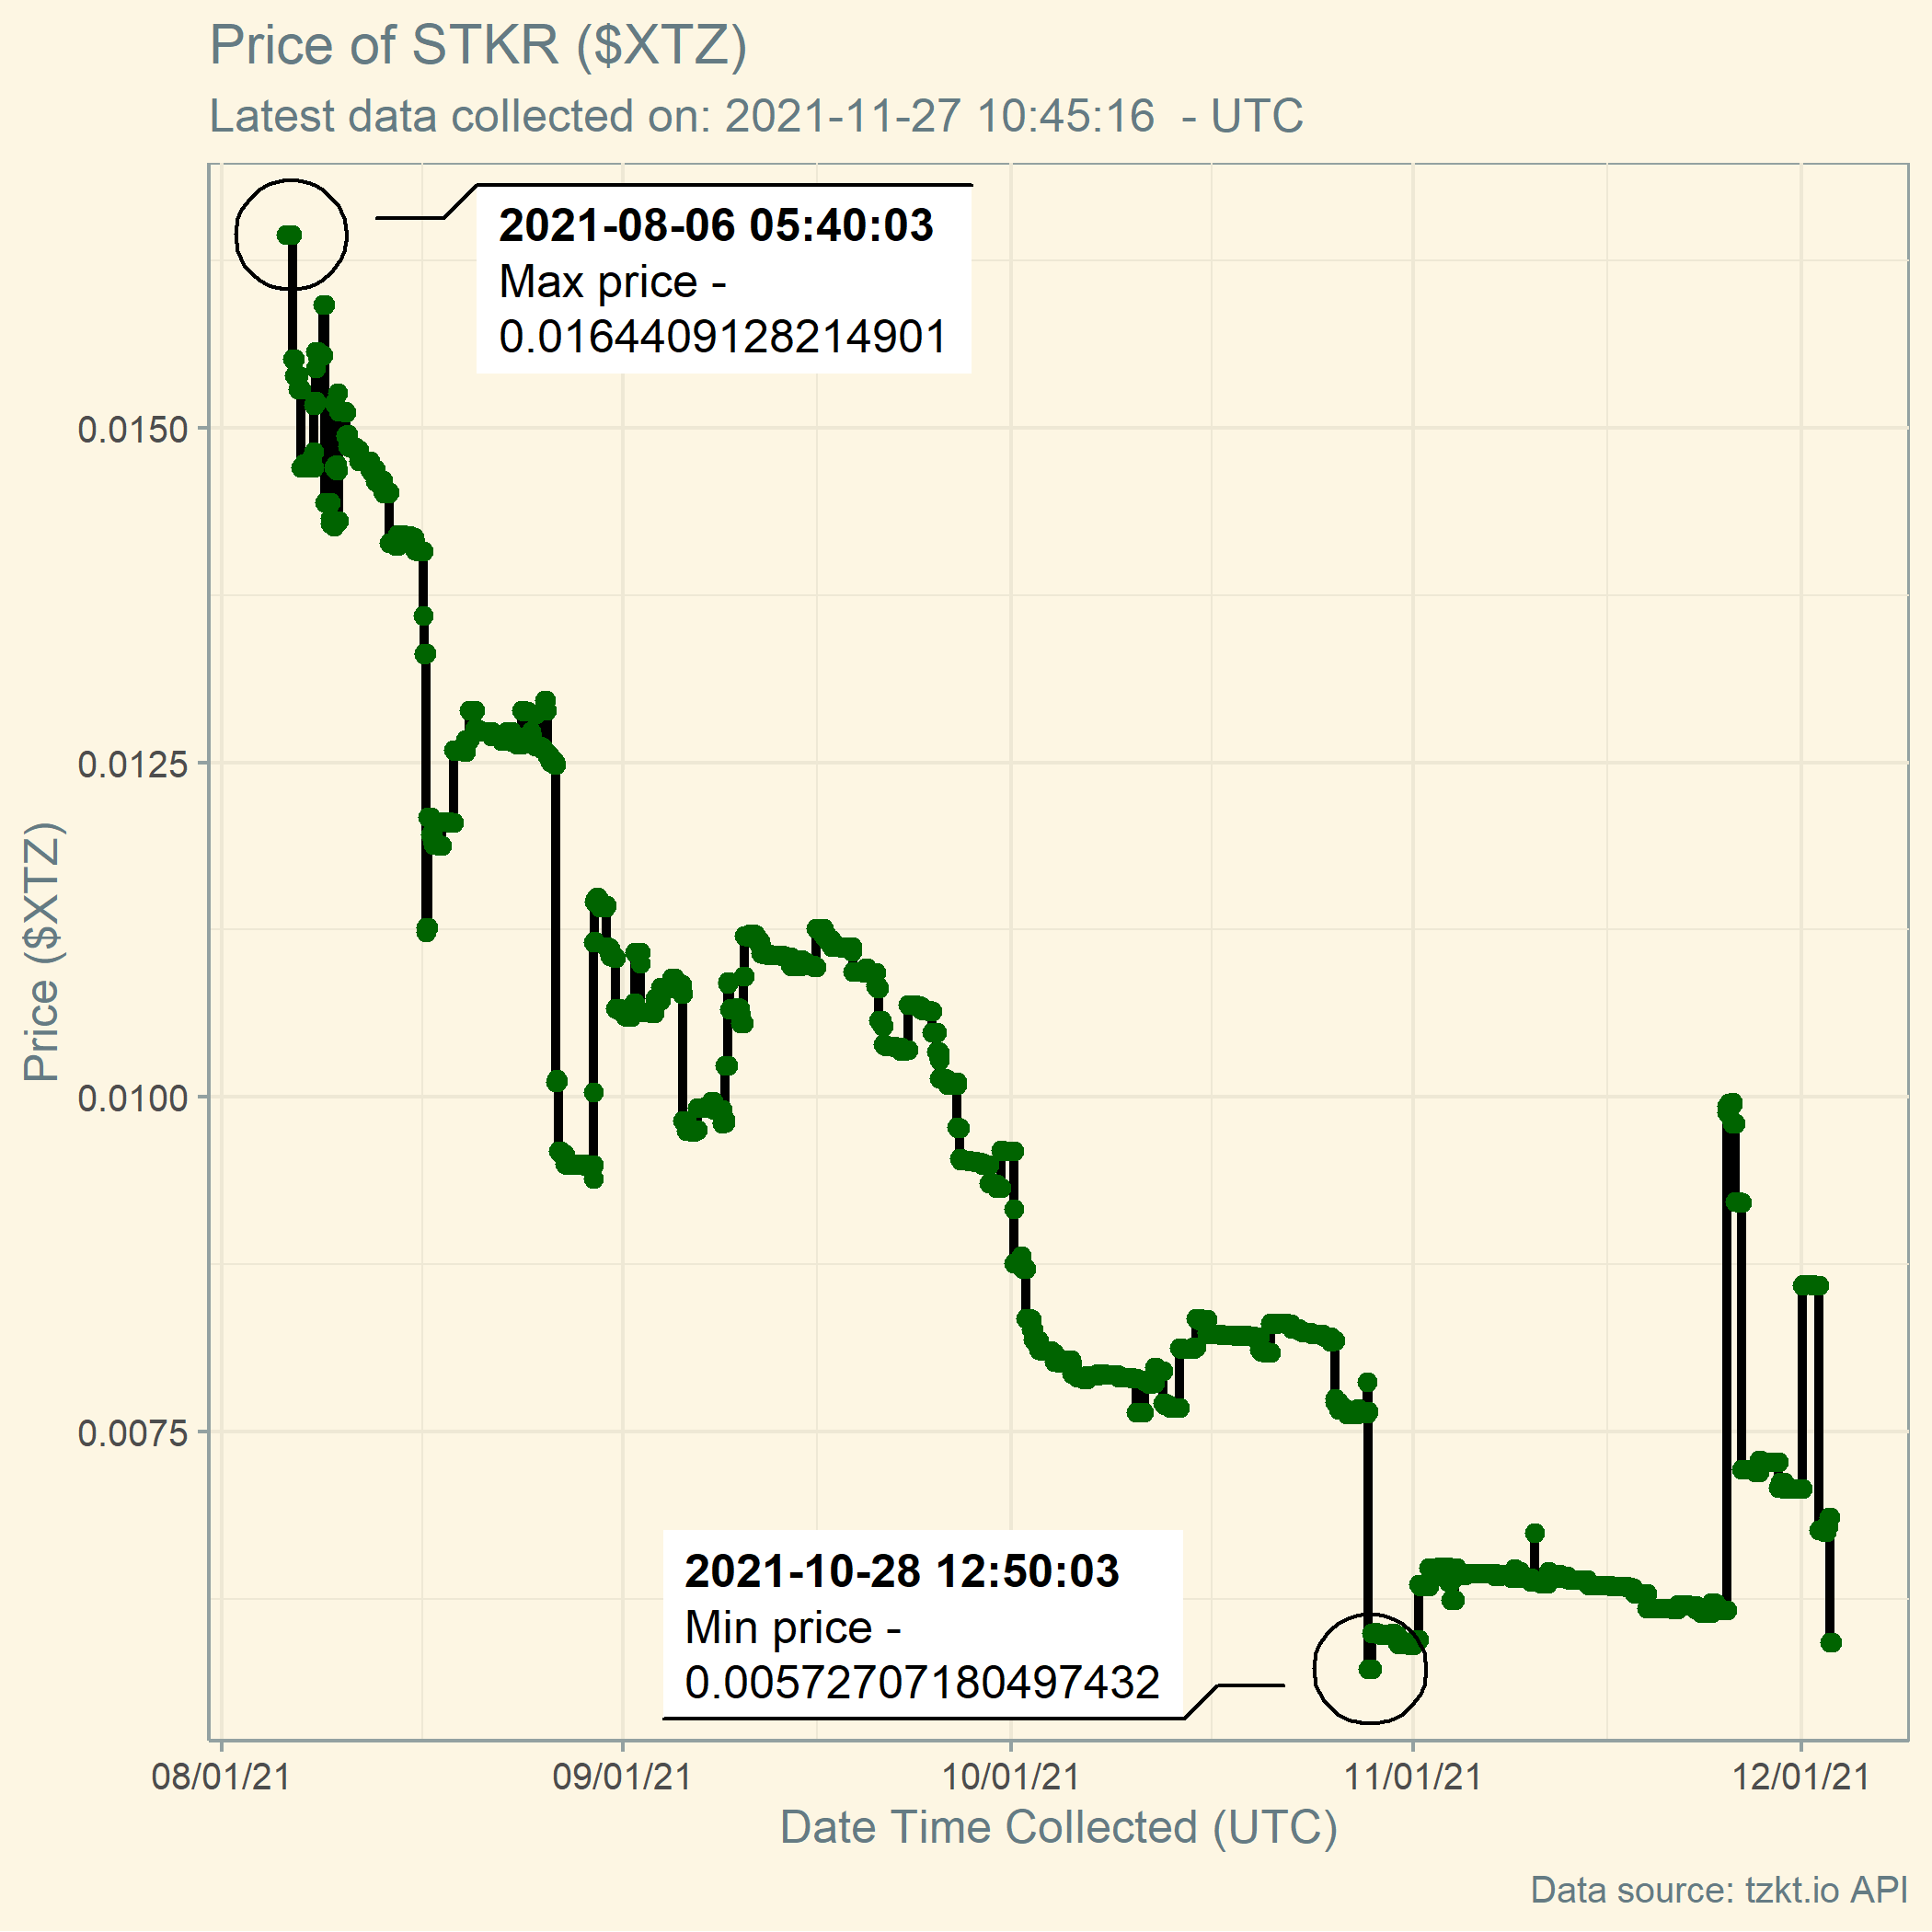 Price of STKR ($XTZ)
Latest data collected on: 2021-11-27 10:45:16  - UTC
2021-08-06 05:40:03
Max price -
0.0164409128214901
0.0150
0.0125
0.0100
0.0075
Price ($XTZ)
2021-10-28 12:50:03
Min price -
0.00572707180497432
08/01/21
09/01/21
10/01/21
11/01/21
12/01/21
Date Time Collected (UTC)
Data source: tzkt.io API